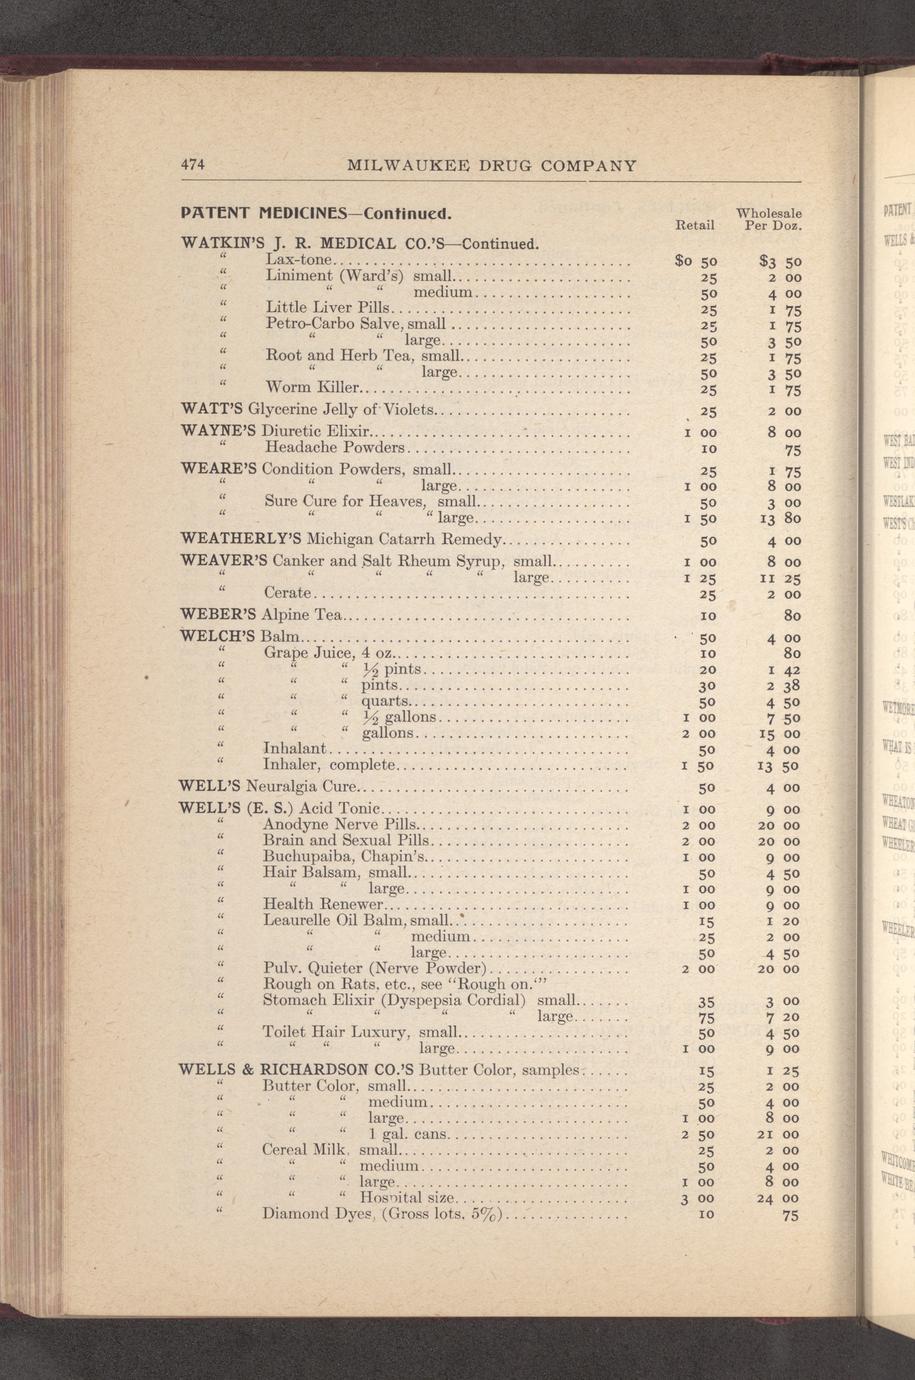 474 MILWAUKEE DRUG COMPANY
PATENT MEDICINES—Continued.
Retail Wholesale Per Doz.
WATKIN'S J. R. MEDICAL CO.'S—Continued.
" Lax-tone $0 50 $3 50
" Liniment (Ward's) small 25 2 00
" " " medium 50 4 00
" Little Liver Pills 25 1 75
" Petro-Carbo Salve, small 25 1 75
" " " large 50 3 50
" Root and Herb Tea, small 25 1 75
" " " large 50 3 50
" Worm Killer 25 1 75
WATT'S Glycerine Jelly of Violets 25 2 00
WAYNE'S Diuretic Elixir 1 00 8 00
" Headache Powders 10 75
WEARE'S Condition Powders, small 25 1 75
" " " large 1 00 8 00
" Sure Cure for Heaves, small 50 3 00
" " " " large 1 50 13 80
WEATHERLY'S Michigan Catarrh Remedy 50 4 00
WEAVER'S Canker and Salt Rheum Syrup, small 1 00 8 00
" " " " " large 1 25 11 25
" Cerate 25 2 00
WEBER'S Alpine Tea 10 80
WELCH'S Balm 50 4 00
" Grape Juice, 4 oz. 10 80
" " " ½ pints 20 1 42
" " " pints 30 2 38
" " " quarts 50 4 50
" " " ½ gallons 1 00 7 50
" " " gallons 2 00 15 00
" Inhalant 50 4 00
" Inhaler, complete 1 50 13 50
WELL'S Neuralgia Cure 50 4 00
WELL'S (E. S.) Acid Tonic 1 00 9 00
" Anodyne Nerve Pills 2 00 20 00
" Brain and Sexual Pills 2 00 20 00
" Buchupaiba, Chapin's 1 00 9 00
" Hair Balsam, small 50 4 50
" " " large 1 00 9 00
" Health Renewer 1 00 9 00
" Leaurelle Oil Balm, small 15 1 20
" " " medium 25 2 00
" " " large 50 4 50
" Pulv. Quieter (Nerve Powder) 2 00 20 00
" Rough on Rats, etc., see "Rough on.'"
" Stomach Elixir (Dyspepsia Cordial) small 35 3 00
" " " " " large 75 7 20
" Toilet Hair Luxury, small 50 4 50
" " " " large 1 00 9 00
WELLS & RICHARDSON CO.'S Butter Color, samples 15 1 25
" Butter Color, small 25 2 00
" " " medium 50 4 00
" " " large 1 00 8 00
" " " 1 gal. cans 2 50 21 00
" Cereal Milk, small 25 2 00
" " " medium 50 4 00
" " " large 1 00 8 00
" " " Hospital size 3 00 24 00
" Diamond Dyes, (Gross lots, 5%) 10 75
PATENT
WELLS &
WEST
WEST
WHAT IS
WHEELER
WHEELER